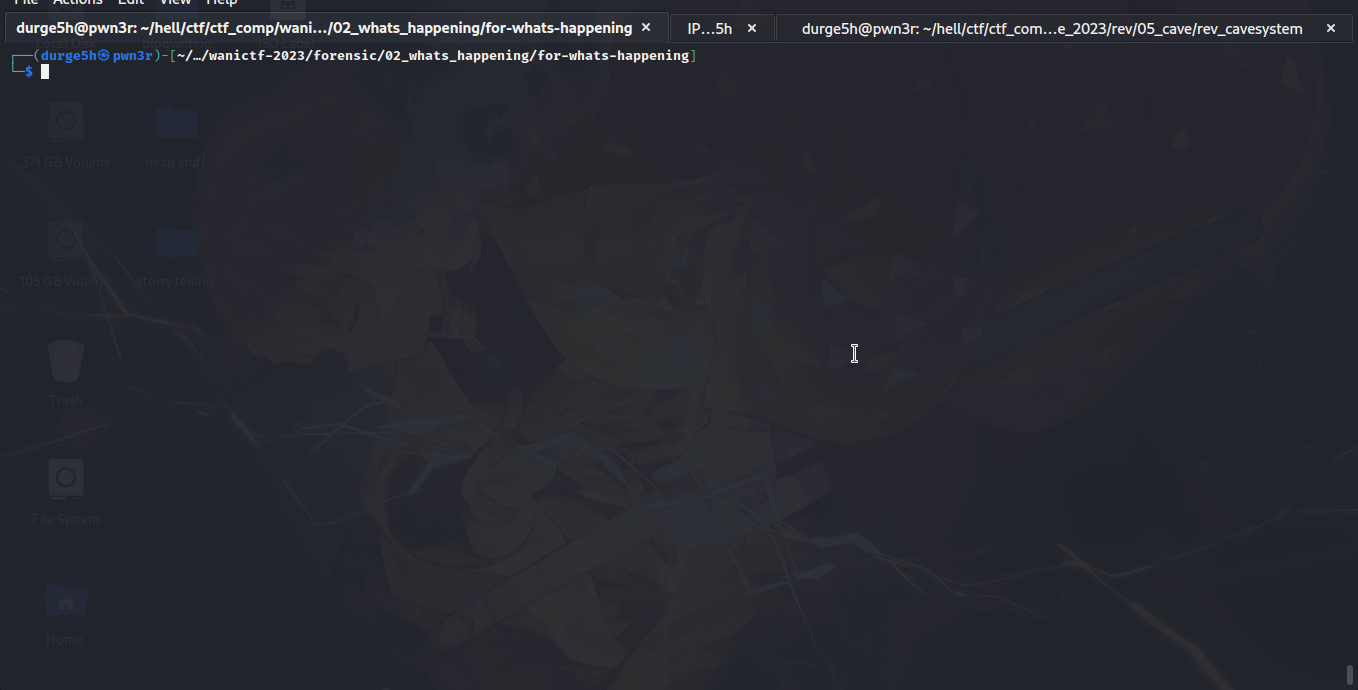 File Actions Edit View Help
durge5h@pwn3r: ~/hell/ctf/ctf_comp/wani…/02_whats_happening/for-whats-happening × IP…5h × durge5h@pwn3r: ~/hell/ctf/ctf_com…e_2023/rev/05_cave/rev_cavesystem ×
┌──(durge5h㉿pwn3r)-[~/…/wanictf-2023/forensic/02_whats_happening/for-whats-happening]
└─$
371 GB Volume heap stuff
105 GB Volume storry telling
Trash
File System
Home